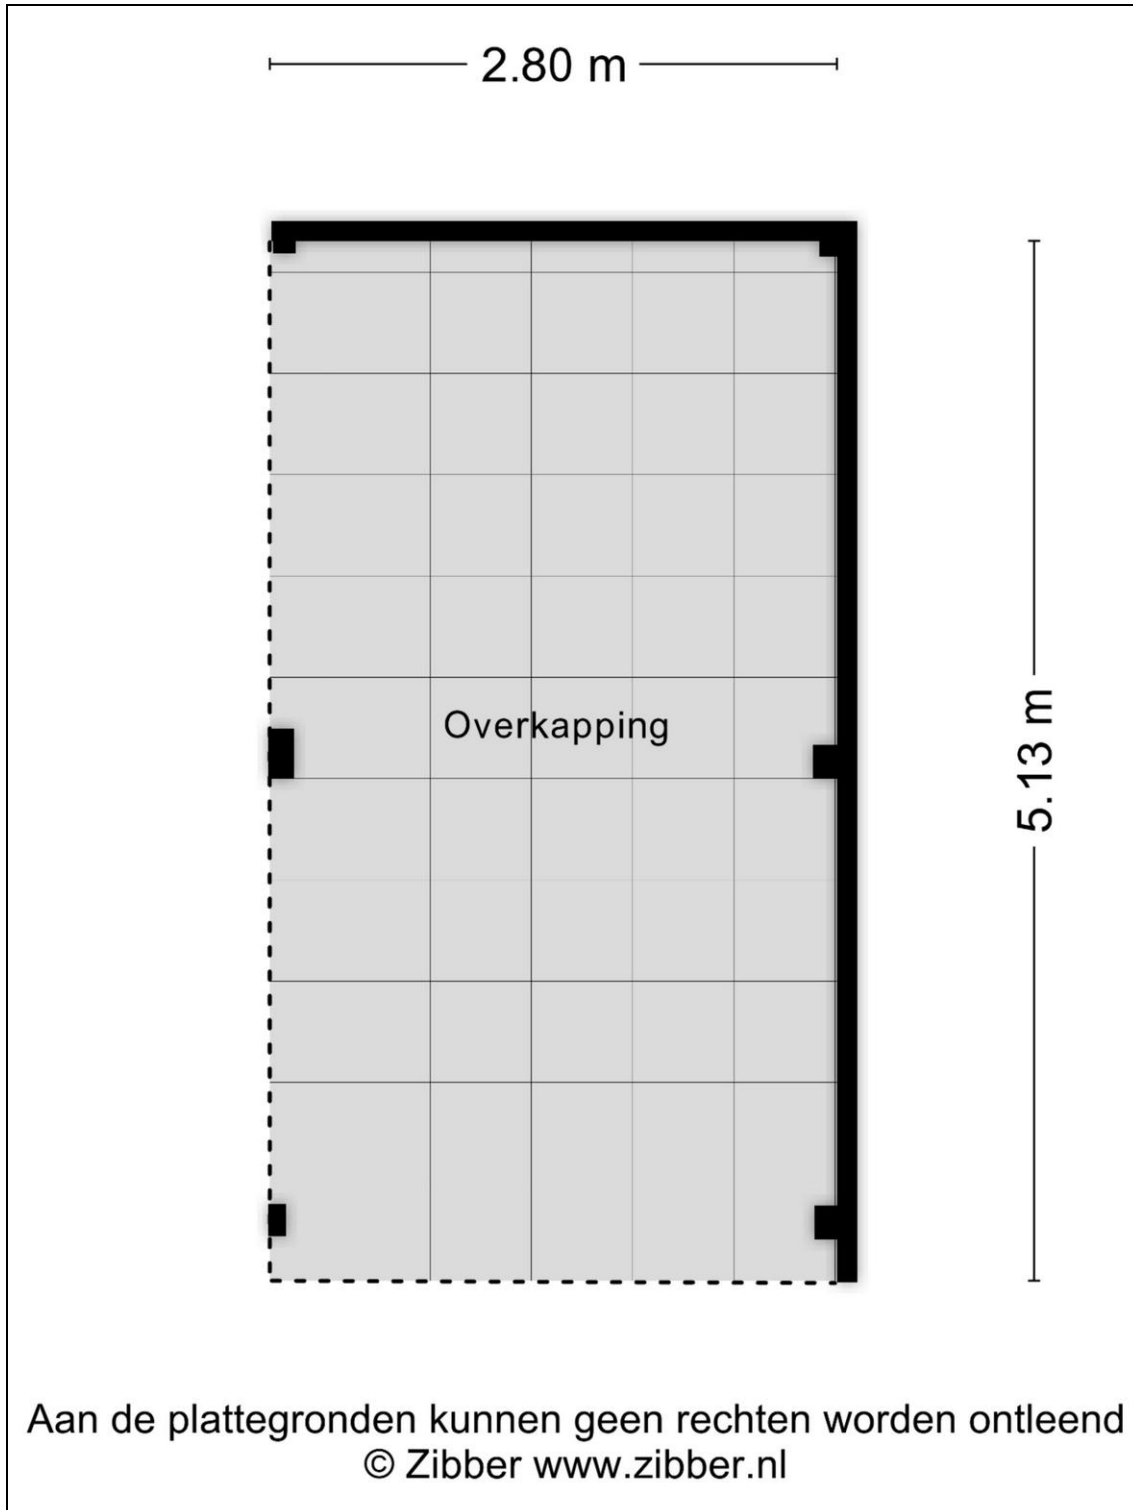 2.80 m
Overkapping
5.13 m
Aan de plattegronden kunnen geen rechten worden ontleend
© Zibber www.zibber.nl